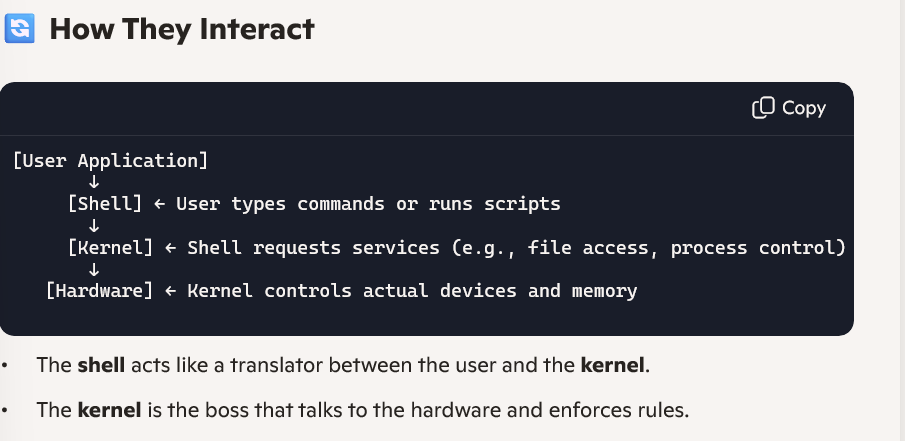 🔄 How They Interact
Copy
[User Application]
↓
[Shell] ← User types commands or runs scripts
↓
[Kernel] ← Shell requests services (e.g., file access, process control)
↓
[Hardware] ← Kernel controls actual devices and memory
• The shell acts like a translator between the user and the kernel.
• The kernel is the boss that talks to the hardware and enforces rules.